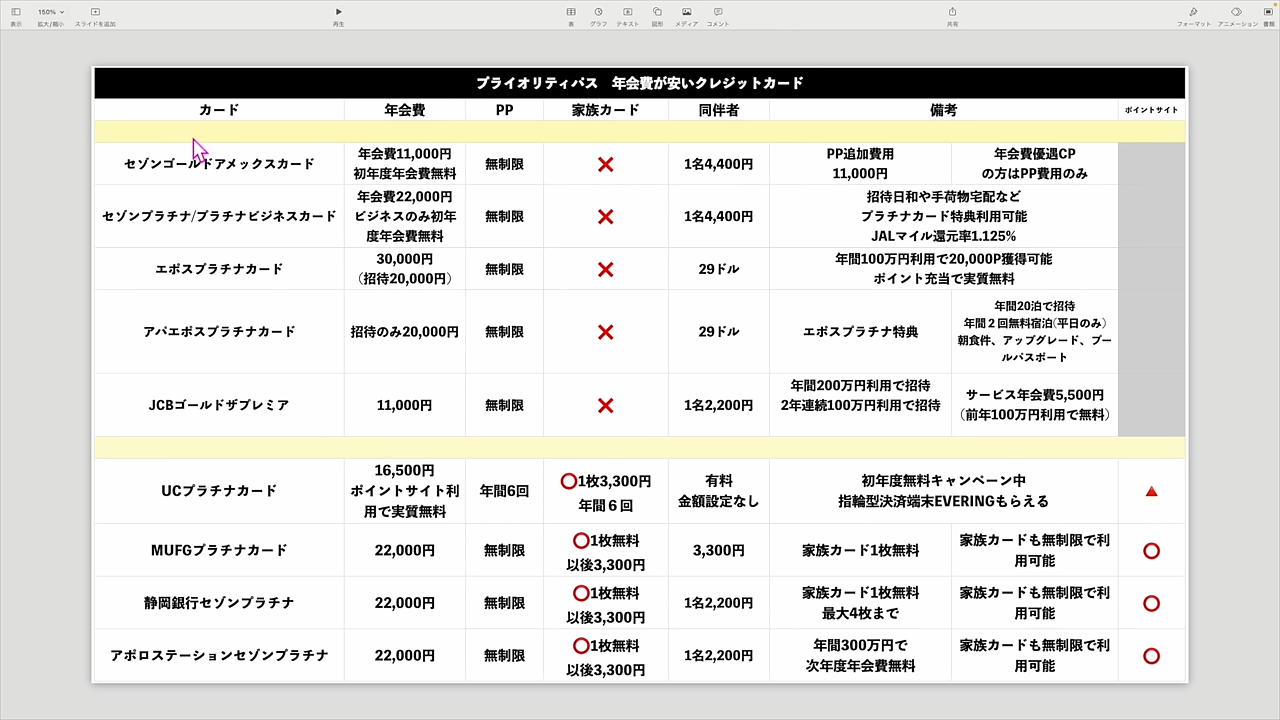 150%
表示
拡大/縮小
スライドを追加
再生
表
グラフ
テキスト
図形
メディア
コメント
共有
フォーマット
アニメーション
書類
プライオリティパス 年会費が安いクレジットカード
カード 年会費 PP 家族カード 同伴者 備考 ポイントサイト
セゾンゴールドアメックスカード
年会費11,000円
初年度年会費無料
無制限
❌
1名4,400円
PP追加費用
11,000円
年会費優遇CP
の方はPP費用のみ
セゾンプラチナ/プラチナビジネスカード
年会費22,000円
ビジネスのみ初年
度年会費無料
無制限
❌
1名4,400円
招待日和や手荷物宅配など
プラチナカード特典利用可能
JALマイル還元率1.125%
エポスプラチナカード
30,000円
（招待20,000円）
無制限
❌
29ドル
年間100万円利用で20,000P獲得可能
ポイント充当で実質無料
アパエポスプラチナカード
招待のみ20,000円
無制限
❌
29ドル
エポスプラチナ特典
年間20泊で招待
年間２回無料宿泊(平日のみ)
朝食件、アップグレード、プー
ルパスポート
JCBゴールドザプレミア
11,000円
無制限
❌
1名2,200円
年間200万円利用で招待
2年連続100万円利用で招待
サービス年会費5,500円
（前年100万円利用で無料）
UCプラチナカード
16,500円
ポイントサイト利
用で実質無料
年間6回
⭕1枚3,300円
年間６回
有料
金額設定なし
初年度無料キャンペーン中
指輪型決済端末EVERINGもらえる
🔺
MUFGプラチナカード
22,000円
無制限
⭕1枚無料
以後3,300円
3,300円
家族カード1枚無料
家族カードも無制限で利
用可能
⭕
静岡銀行セゾンプラチナ
22,000円
無制限
⭕1枚無料
以後3,300円
1名2,200円
家族カード1枚無料
最大4枚まで
家族カードも無制限で利
用可能
⭕
アポロステーションセゾンプラチナ
22,000円
無制限
⭕1枚無料
以後3,300円
1名2,200円
年間300万円で
次年度年会費無料
家族カードも無制限で利
用可能
⭕